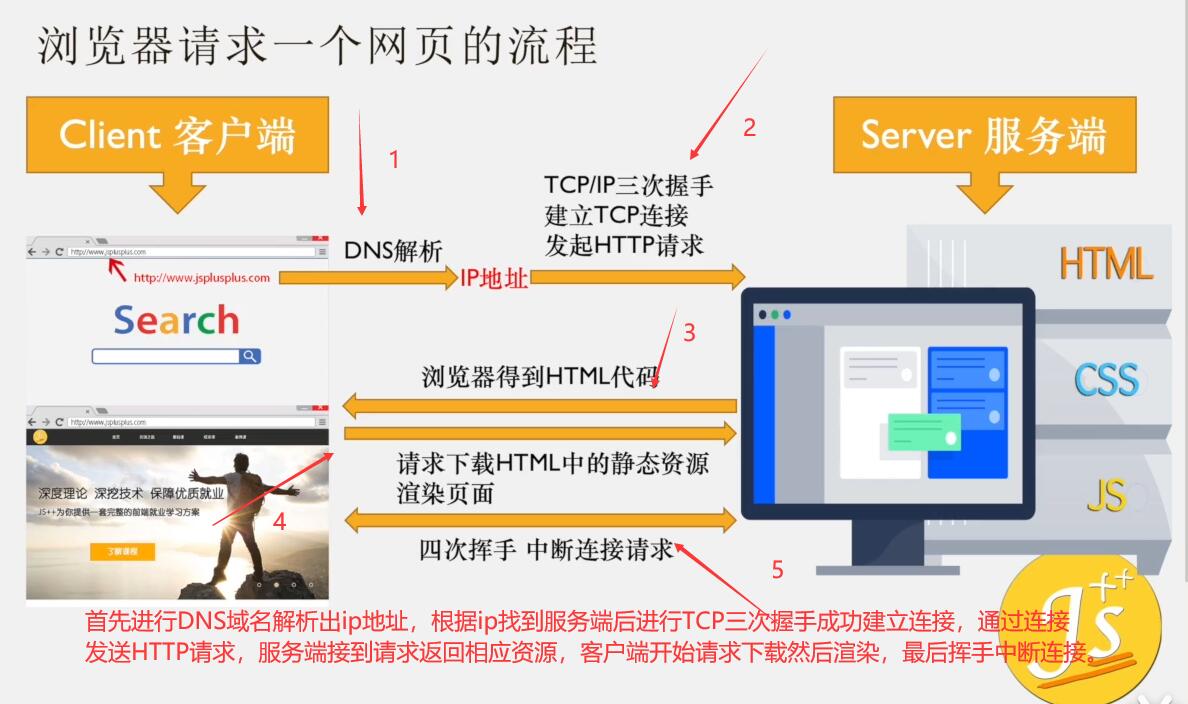 浏览器请求一个网页的流程
Client 客户端
Server 服务端
1
2
TCP/IP三次握手
建立TCP连接
发起HTTP请求
DNS解析
IP地址
http://www.jsplusplus.com
http://www.jsplusplus.com
Search
HTML
CSS
JS
3
浏览器得到HTML代码
http://www.jsplusplus.com
请求下载HTML中的静态资源
渲染页面
深度理论 深挖技术 保障优质就业
JS++为你提供一套完整的前端就业学习方案
了解课程
4
四次挥手 中断连接请求
5
JS++
首先进行DNS域名解析出ip地址，根据ip找到服务端后进行TCP三次握手成功建立连接，通过连接
发送HTTP请求，服务端接到请求返回相应资源，客户端开始请求下载然后渲染，最后挥手中断连接。